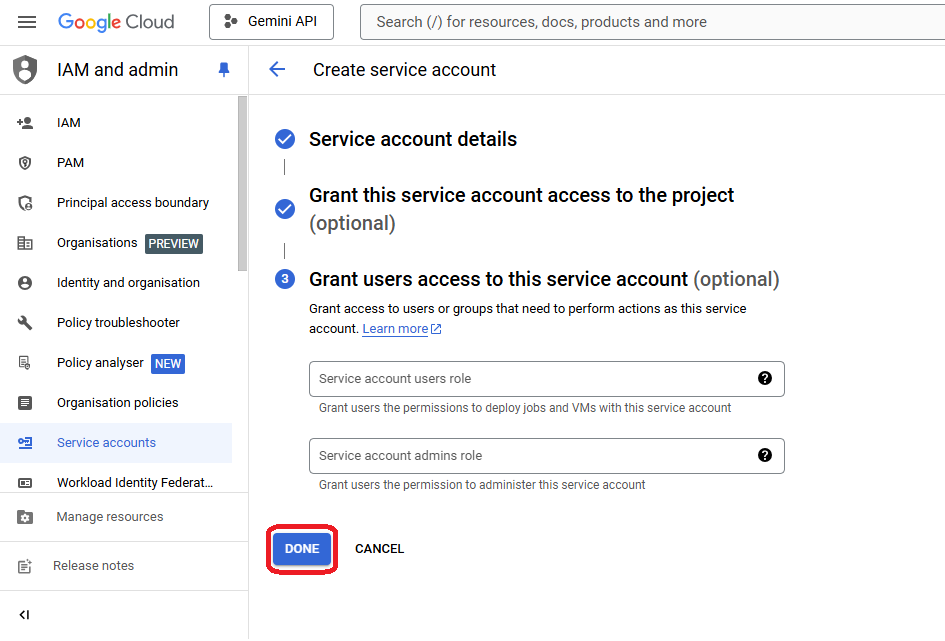 Google Cloud
Gemini API
Search (/) for resources, docs, products and more
IAM and admin
IAM
PAM
Principal access boundary
Organisations PREVIEW
Identity and organisation
Policy troubleshooter
Policy analyser NEW
Organisation policies
Service accounts
Workload Identity Federat...
Manage resources
Release notes
Create service account
Service account details
Grant this service account access to the project
(optional)
3 Grant users access to this service account (optional)
Grant access to users or groups that need to perform actions as this service
account. Learn more
Service account users role
Grant users the permissions to deploy jobs and VMs with this service account
Service account admins role
Grant users the permission to administer this service account
DONE CANCEL